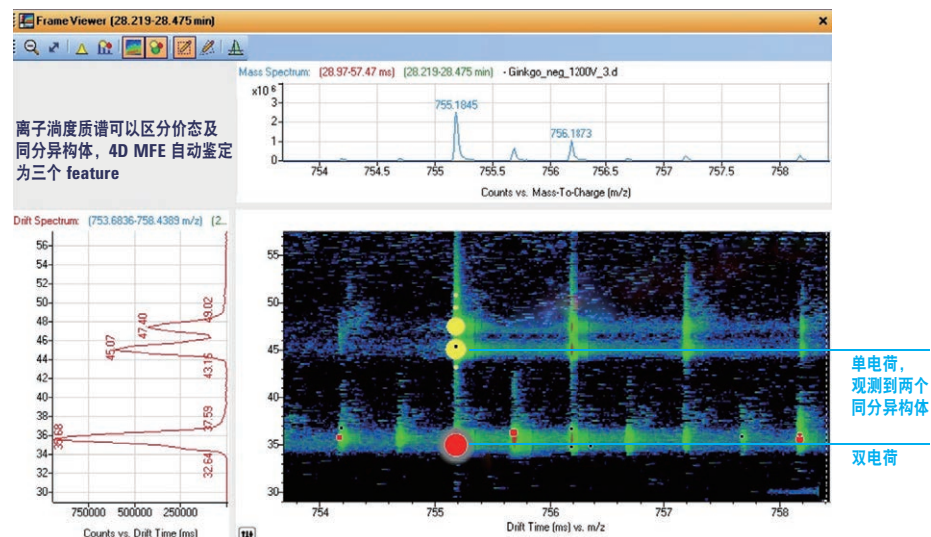 Frame Viewer (28.219-28.475 min)
Mass Spectrum: (28.97-57.47 ms) (28.219-28.475 min) • Ginkgo_neg_1200V_3.d
离子淌度质谱可以区分价态及
同分异构体，4D MFE 自动鉴定
为三个 feature
x10 6
3
2
1
0
755.1845
756.1873
754 754.5 755 755.5 756 756.5 757 757.5 758
Counts vs. Mass-To-Charge (m/z)
Drift Spectrum: (753.6836-758.4389 m/z) (2...
56
54
52
50
48
46
44
42
40
38
36
34
32
30
49.02
47.40
45.07
43.15
37.59
32.64
750000 500000 250000
Counts vs. Drift Time (ms)
55
50
45
40
35
30
754 755 756 757 758
Drift Time (ms) vs. m/z
单电荷，
观测到两个
同分异构体
双电荷